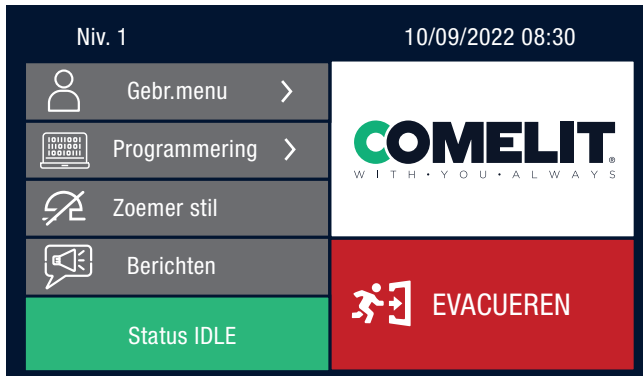 Niv. 1
10/09/2022 08:30
Gebr.menu
Programmering
Zoemer stil
Berichten
Status IDLE
COMELIT®
WITH·YOU·ALWAYS
EVACUEREN